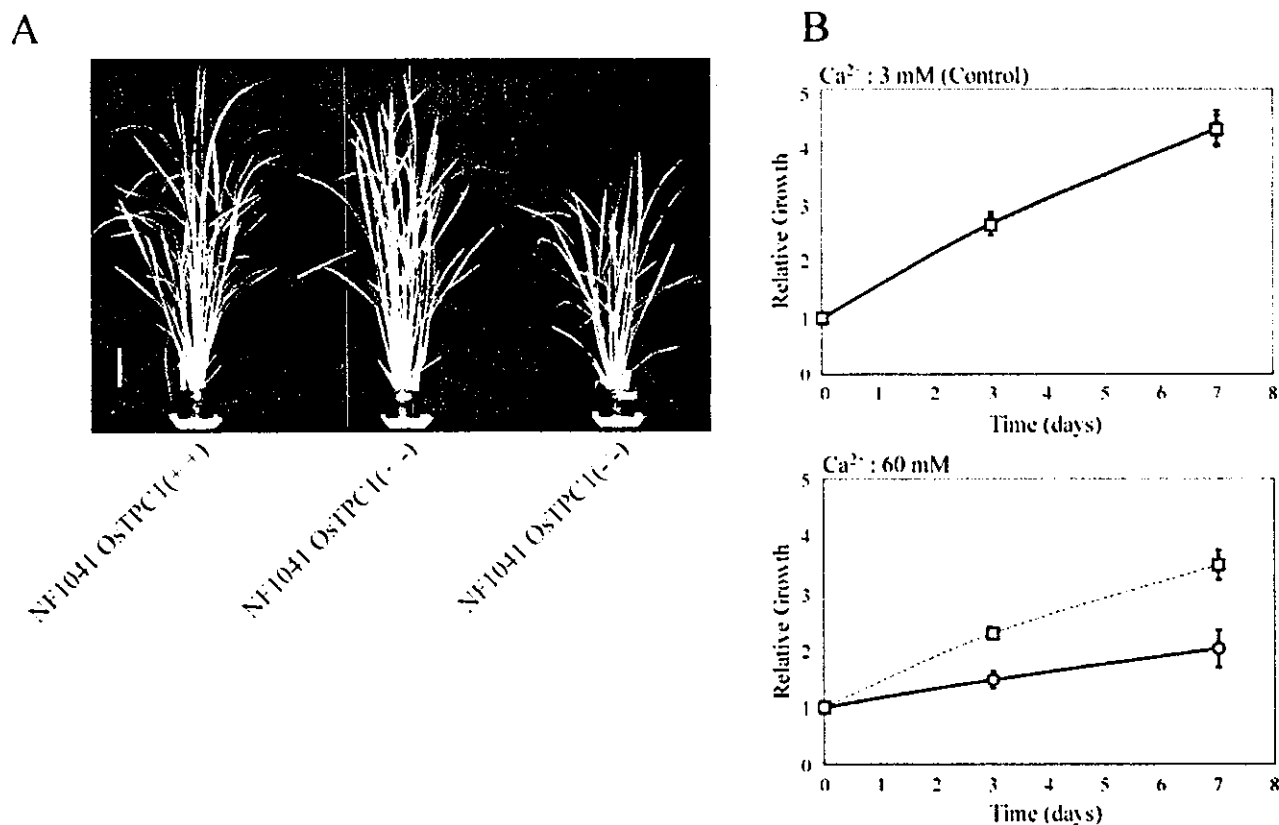 A
NF1041 OsTPC1(++)
NF1041 OsTPC1(--)
NF1041 OsTPC1(--)
B
Ca²⁺ : 3 mM (Control)
Relative Growth
5
4
3
2
1
0
0 1 2 3 4 5 6 7 8
Time (days)
Ca²⁺ : 60 mM
Relative Growth
5
4
3
2
1
0
0 1 2 3 4 5 6 7 8
Time (days)